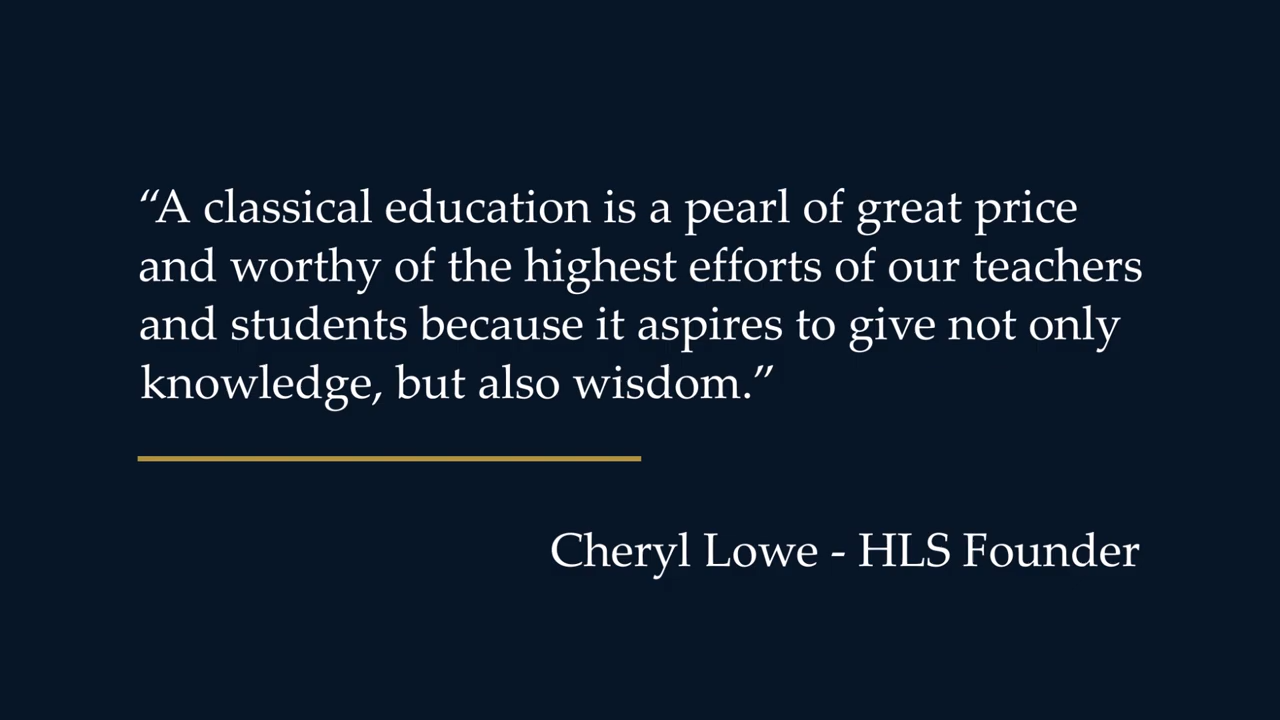 “A classical education is a pearl of great price
and worthy of the highest efforts of our teachers
and students because it aspires to give not only
knowledge, but also wisdom.”
Cheryl Lowe - HLS Founder